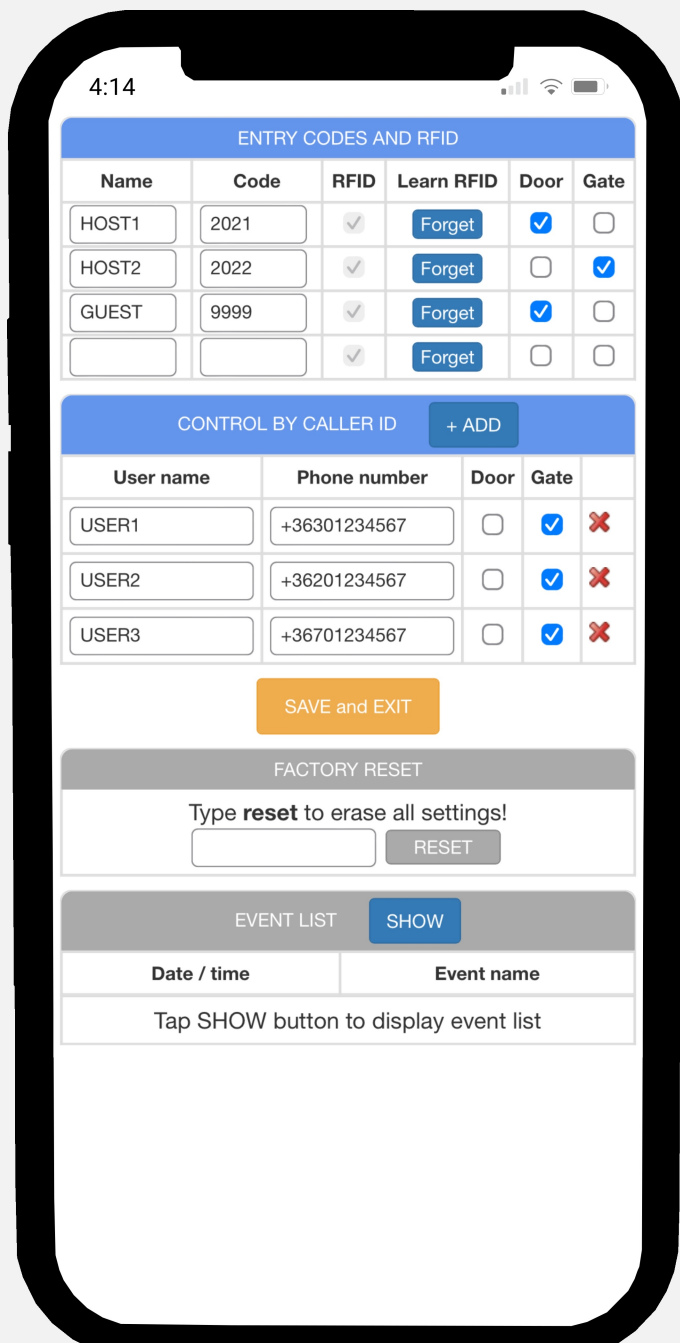 4:14
ENTRY CODES AND RFID
Name Code RFID Learn RFID Door Gate
HOST1 2021 Forget
HOST2 2022 Forget
GUEST 9999 Forget
Forget
CONTROL BY CALLER ID + ADD
User name Phone number Door Gate
USER1 +36301234567
USER2 +36201234567
USER3 +36701234567
SAVE and EXIT
FACTORY RESET
Type reset to erase all settings!
RESET
EVENT LIST SHOW
Date / time Event name
Tap SHOW button to display event list